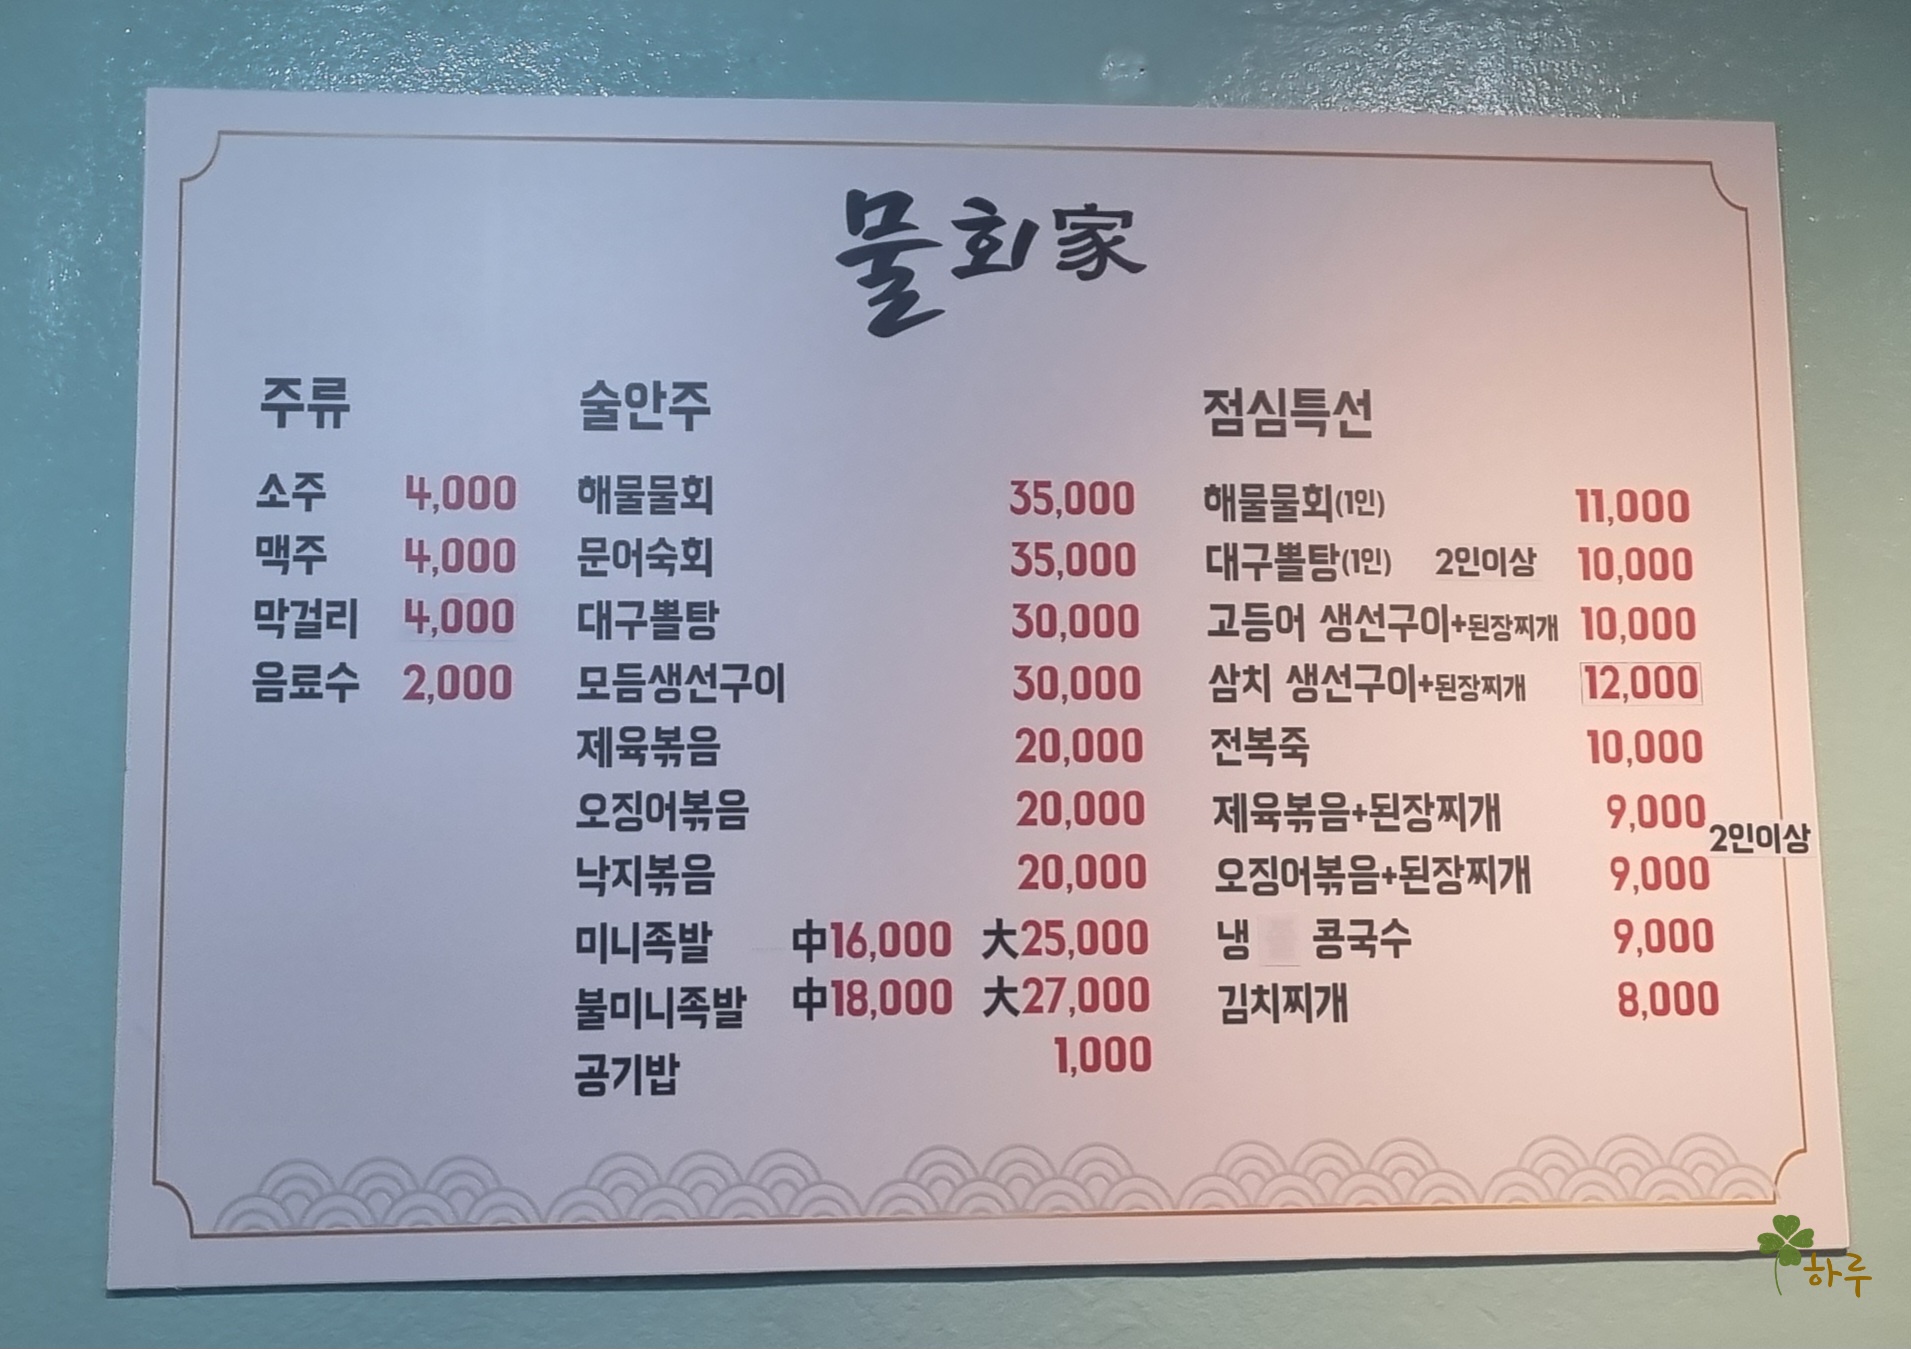 물회家
주류
소주 4,000
맥주 4,000
막걸리 4,000
음료수 2,000
술안주
해물물회 35,000
문어숙회 35,000
대구뽈탕 30,000
모듬생선구이 30,000
제육볶음 20,000
오징어볶음 20,000
낙지볶음 20,000
미니족발 中16,000 大25,000
불미니족발 中18,000 大27,000
공기밥 1,000
점심특선
해물물회(1인) 11,000
대구뽈탕(1인) 2인이상 10,000
고등어 생선구이+된장찌개 10,000
삼치 생선구이+된장찌개 12,000
전복죽 10,000
제육볶음+된장찌개 9,000
2인이상
오징어볶음+된장찌개 9,000
냉 콩국수 9,000
김치찌개 8,000
하루